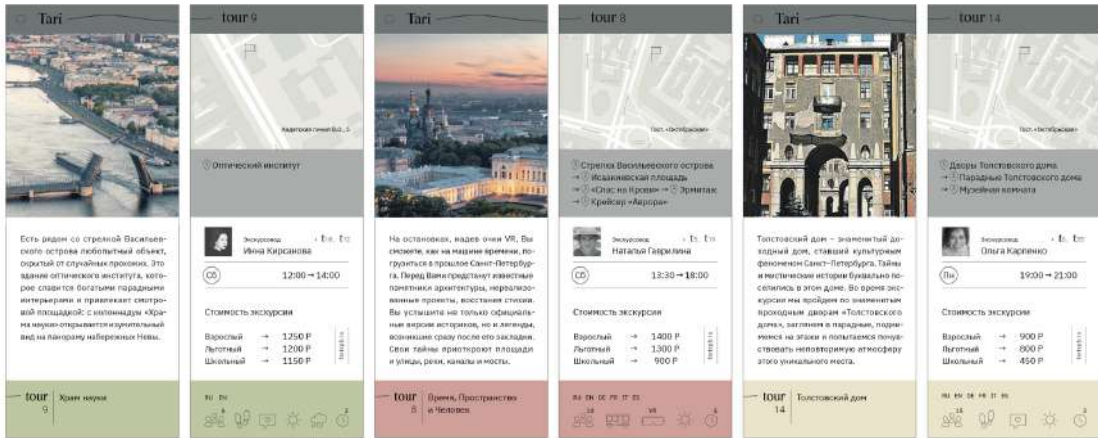 Tari
Есть рядом со стрелкой Васильев-
ского острова любопытный объект,
скрытый от случайных прохожих. Это
здание оптического института, кото-
рое славится богатыми парадными
интерьерами и привлекает смотро-
вой площадкой: с колоннады «Хра-
ма науки» открывается изумительный
вид на панораму набережных Невы.
tour
9
Храм науки
tour 9
Кадетская линия В.О., 5
Оптический институт
Экскурсовод
Инна Кирсанова
Сб
12:00 → 14:00
Стоимость экскурсии
Взрослый → 1250 ₽
Льготный → 1200 ₽
Школьный → 1150 ₽
RU EN
Tari
На остановках, надев очки VR, Вы
сможете, как на машине времени, по-
грузиться в прошлое Санкт-Петербур-
га. Перед Вами предстанут известные
памятники архитектуры, нереализо-
ванные проекты, восстания стихии.
Вы услышите не только официаль-
ные версии историков, но и легенды,
возникшие сразу после его закладки.
Свои тайны приоткроют площади
и улицы, реки, каналы и мосты.
tour
8
Время, Пространство
и Человек
tour 8
Гост. «Октябрьская»
Стрелка Васильевского острова
→ Исаакиевская площадь
→ «Спас на Крови» → Эрмитаж
→ Крейсер «Аврора»
Экскурсовод
Наталья Гаврилина
Сб
13:30 → 18:00
Стоимость экскурсии
Взрослый → 1400 ₽
Льготный → 1300 ₽
Школьный → 900 ₽
RU EN DE FR IT ES
VR
Tari
Толстовский дом – знаменитый до-
ходный дом, ставший культурным
феноменом Санкт-Петербурга. Тайны
и мистические истории буквально по-
селились в этом доме. Во время экс-
курсии мы пройдем по знаменитым
проходным дворам «Толстовского
дома», заглянем в парадные, подни-
мемся на этажи и попытаемся почув-
ствовать неповторимую атмосферу
этого уникального места.
tour
14
Толстовский дом
tour 14
Гост. «Октябрьская»
Дворы Толстовского дома
→ Парадные Толстовского дома
→ Музейная комната
Экскурсовод
Ольга Карпенко
Пн
19:00 → 21:00
Стоимость экскурсии
Взрослый → 900 ₽
Льготный → 800 ₽
Школьный → 450 ₽
RU EN DE FR IT ES